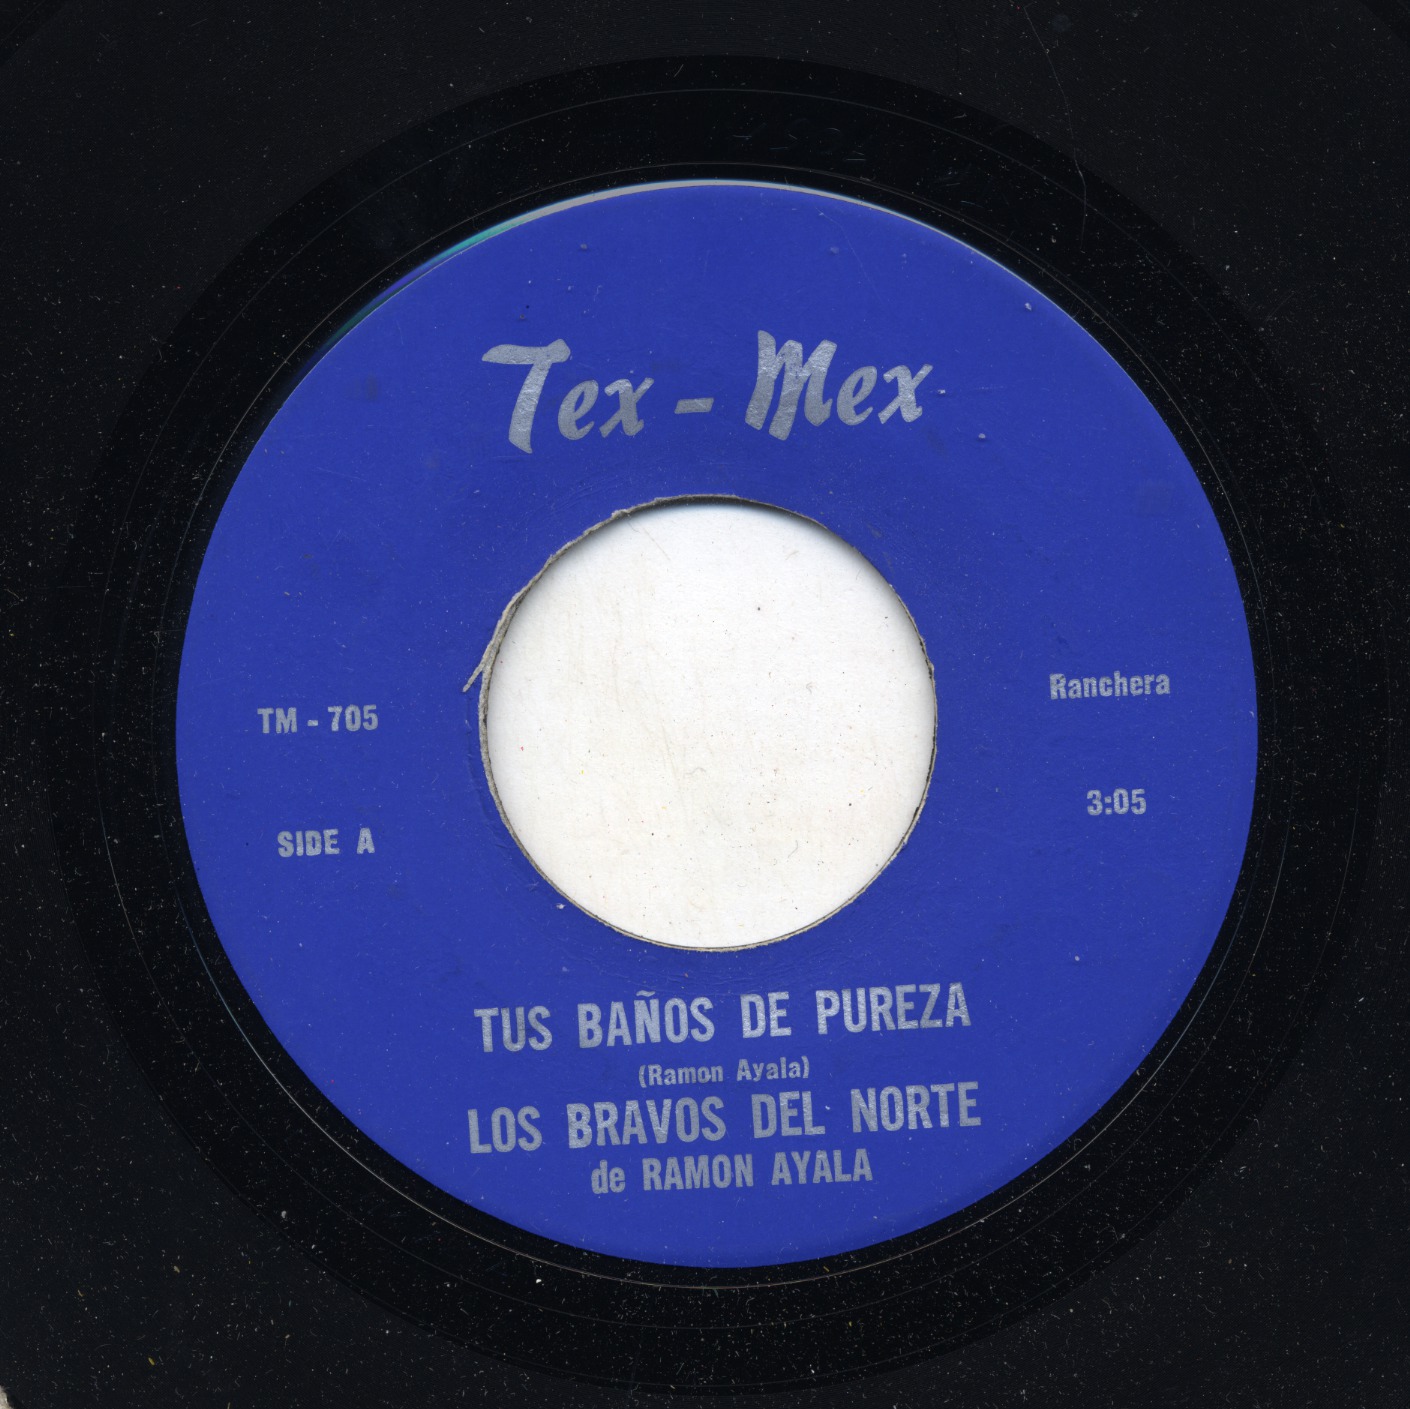 Tex - Mex
Ranchera
TM - 705
3:05
SIDE A
TUS BAÑOS DE PUREZA
(Ramon Ayala)
LOS BRAVOS DEL NORTE
de RAMON AYALA